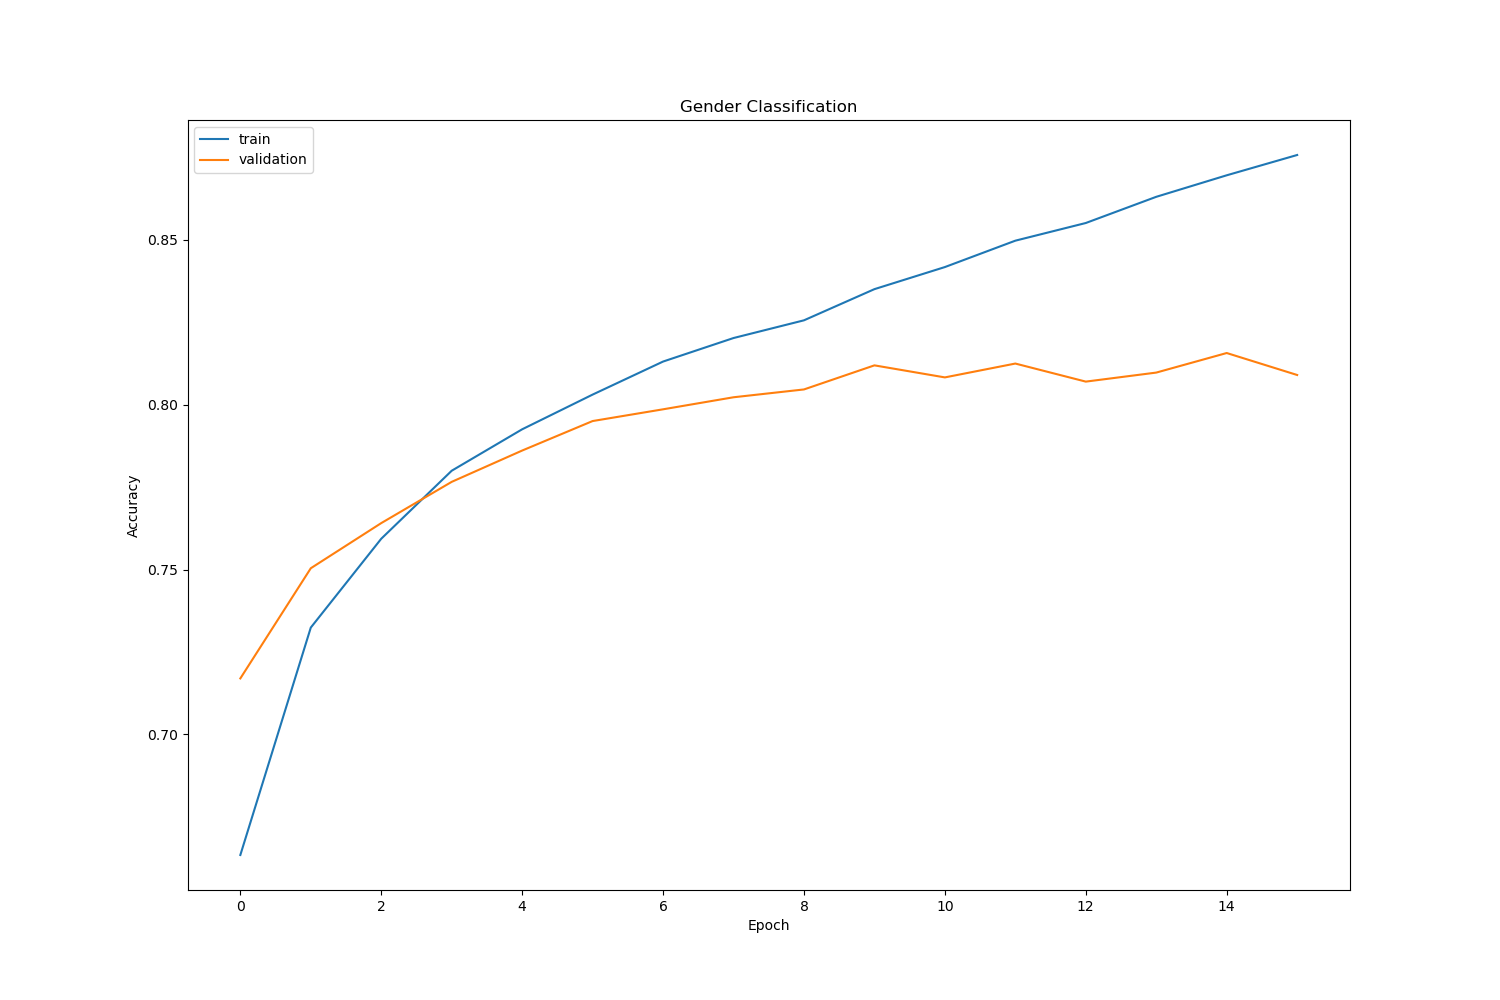 Gender Classification
train
validation
0.85
0.80
0.75
0.70
Accuracy
0 2 4 6 8 10 12 14
Epoch